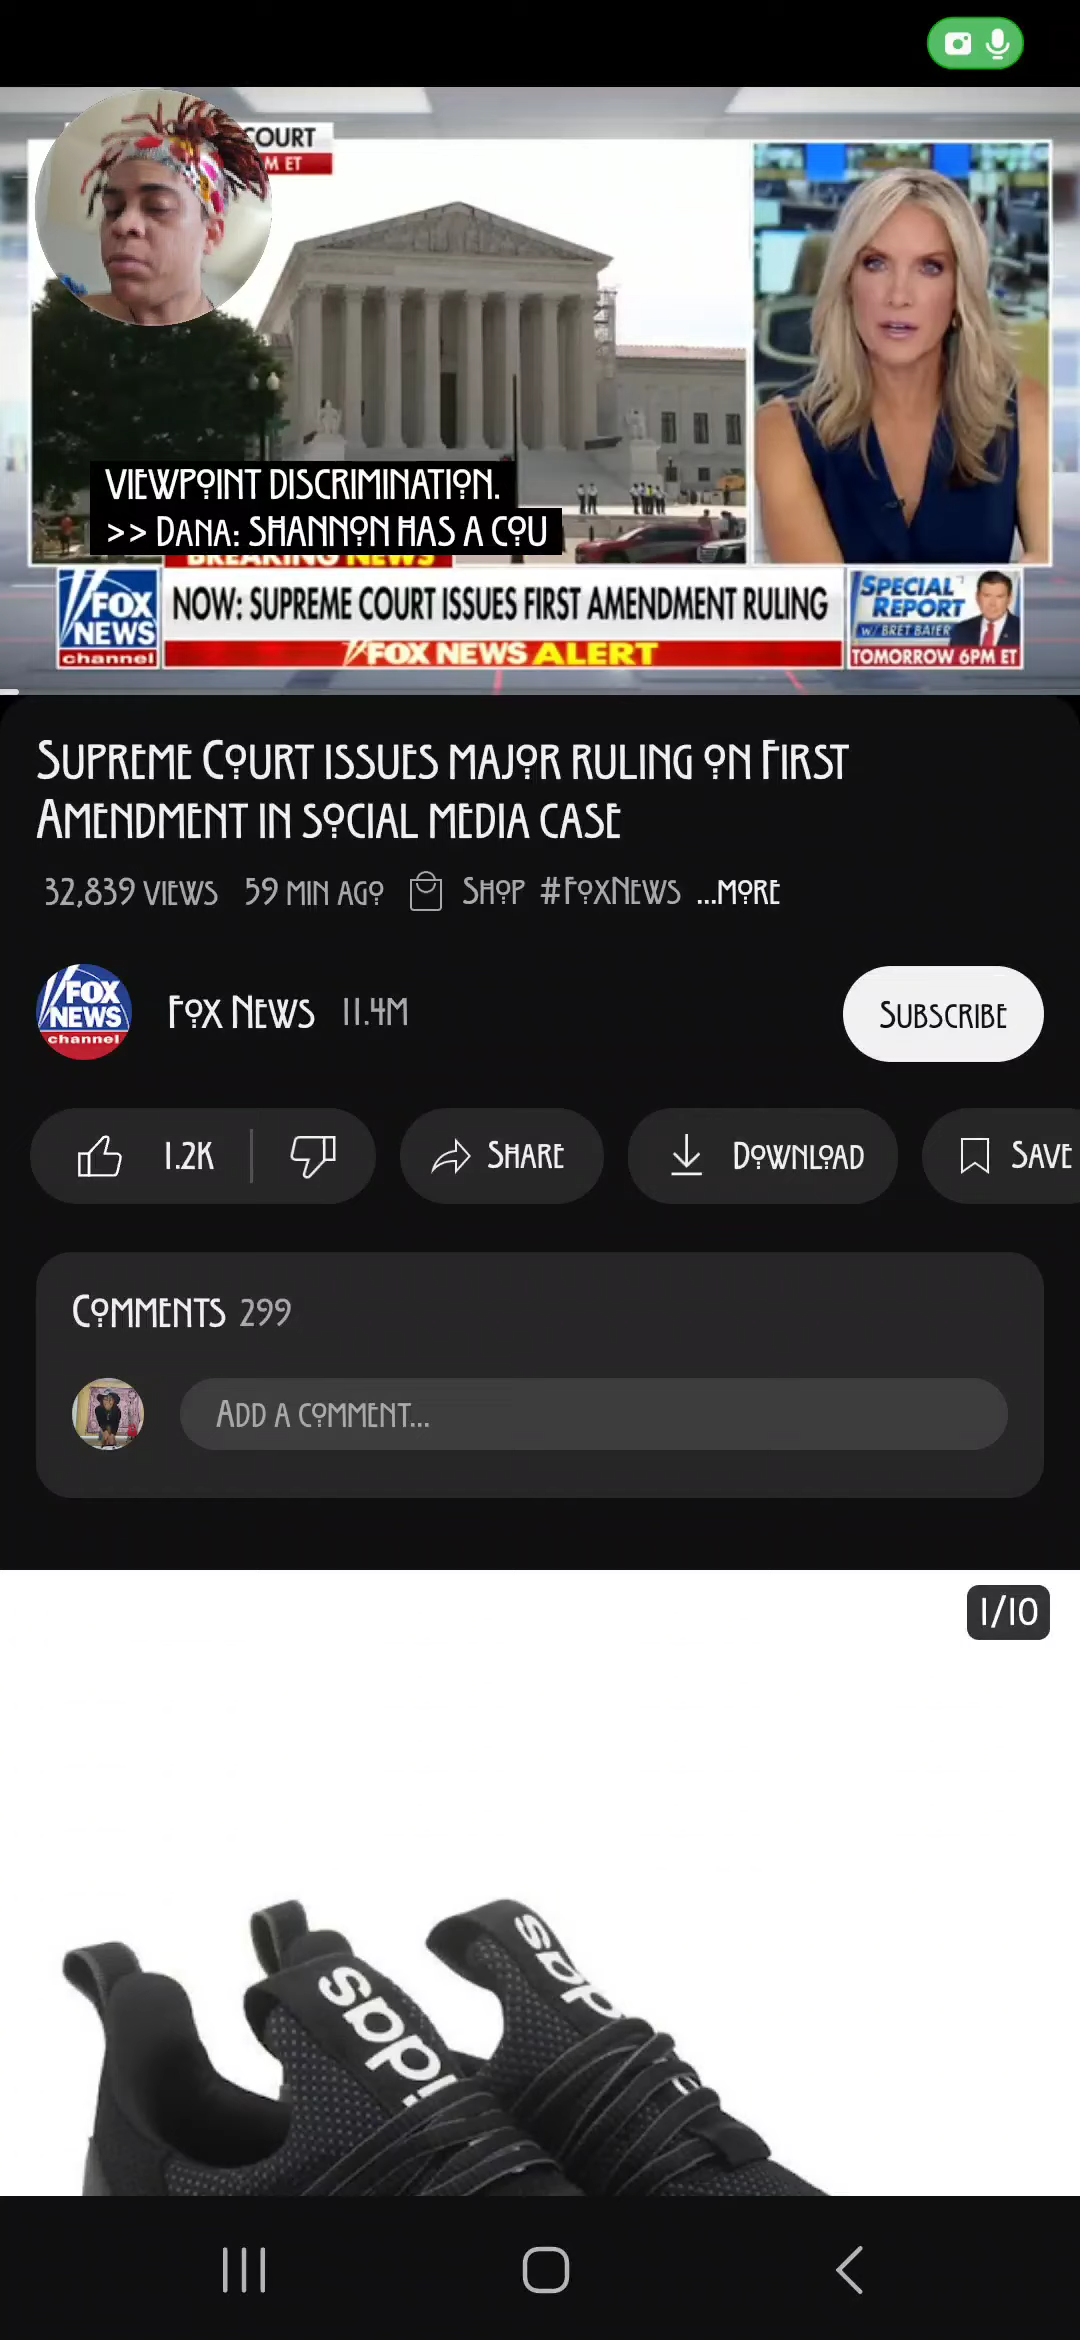 COURT
M ET
VIEWPOINT DISCRIMINATION.
>> DANA: SHANNON HAS A COU
BREAKING NEWS
FOX NEWS channel
NOW: SUPREME COURT ISSUES FIRST AMENDMENT RULING
FOX NEWS ALERT
SPECIAL REPORT
W/ BRET BAIER
TOMORROW 6PM ET
SUPREME COURT ISSUES MAJOR RULING ON FIRST
AMENDMENT IN SOCIAL MEDIA CASE
32,839 VIEWS 59 MIN AGO SHOP #FOXNEWS ...MORE
FOX NEWS channel
FOX NEWS 11.4M
SUBSCRIBE
1.2K SHARE DOWNLOAD SAVE
COMMENTS 299
ADD A COMMENT...
1/10